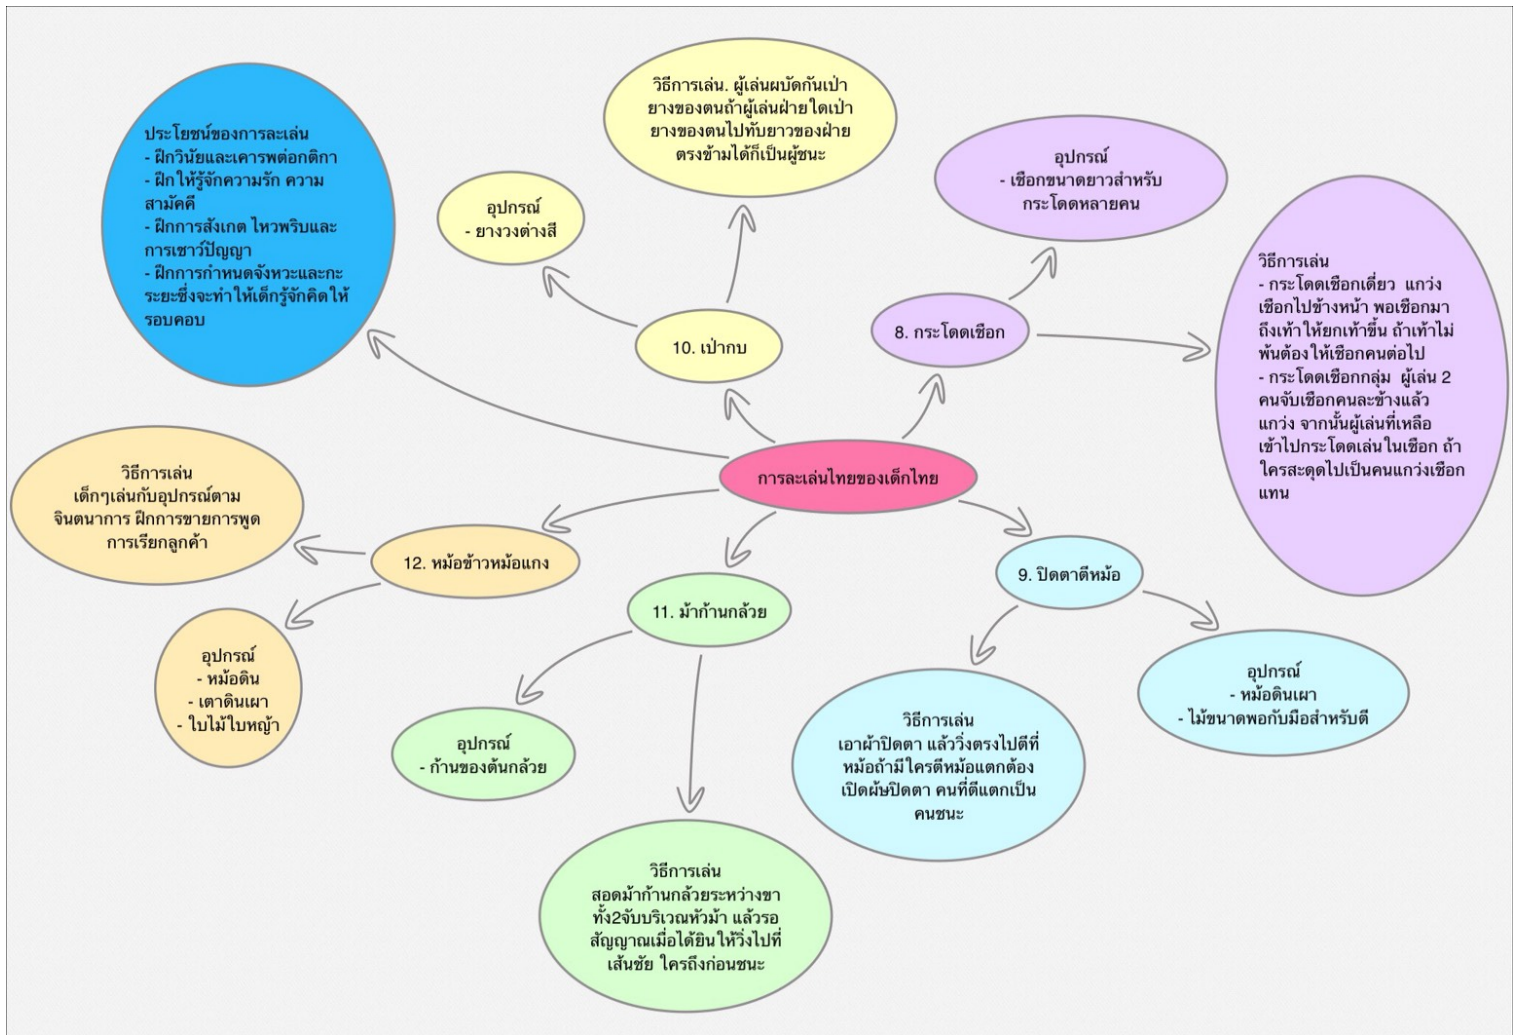 วิธีการเล่น. ผู้เล่นผบัดกันเป่า
ยางของตนถ้าผู้เล่นฝ่ายใดเป่า
ยางของตนไปทับยาวของฝ่าย
ตรงข้ามได้ก็เป็นผู้ชนะ
ประโยชน์ของการละเล่น
- ฝึกวินัยและเคารพต่อกติกา
- ฝึกให้รู้จักความรัก ความ
สามัคคี
- ฝึกการสังเกต ไหวพริบและ
การเชาว์ปัญญา
- ฝึกการกำหนดจังหวะและกะ
ระยะซึ่งจะทำให้เด็กรู้จักคิดให้
รอบคอบ
อุปกรณ์
- ยางวงต่างสี
10. เป่ากบ
อุปกรณ์
- เชือกขนาดยาวสำหรับ
กระโดดหลายคน
8. กระโดดเชือก
วิธีการเล่น
- กระโดดเชือกเดี่ยว แกว่ง
เชือกไปข้างหน้า พอเชือกมา
ถึงเท้าให้ยกเท้าขึ้น ถ้าเท้าไม่
พ้นต้องให้เชือกคนต่อไป
- กระโดดเชือกกลุ่ม ผู้เล่น 2
คนจับเชือกคนละข้างแล้ว
แกว่ง จากนั้นผู้เล่นที่เหลือ
เข้าไปกระโดดเล่นในเชือก ถ้า
ใครสะดุดไปเป็นคนแกว่งเชือก
แทน
การละเล่นไทยของเด็กไทย
วิธีการเล่น
เด็กๆเล่นกับอุปกรณ์ตาม
จินตนาการ ฝึกการขายการพูด
การเรียกลูกค้า
12. หม้อข้าวหม้อแกง
อุปกรณ์
- หม้อดิน
- เตาดินเผา
- ใบไม้ใบหญ้า
11. ม้าก้านกล้วย
อุปกรณ์
- ก้านของต้นกล้วย
วิธีการเล่น
สอดม้าก้านกล้วยระหว่างขา
ทั้ง2จับบริเวณหัวม้า แล้วรอ
สัญญาณเมื่อได้ยินให้วิ่งไปที่
เส้นชัย ใครถึงก่อนชนะ
9. ปิดตาตีหม้อ
วิธีการเล่น
เอาผ้าปิดตา แล้ววิ่งตรงไปตีที่
หม้อถ้ามีใครตีหม้อแตกต้อง
เปิดผ้ษปิดตา คนที่ตีแตกเป็น
คนชนะ
อุปกรณ์
- หม้อดินเผา
- ไม้ขนาดพอกับมือสำหรับตี